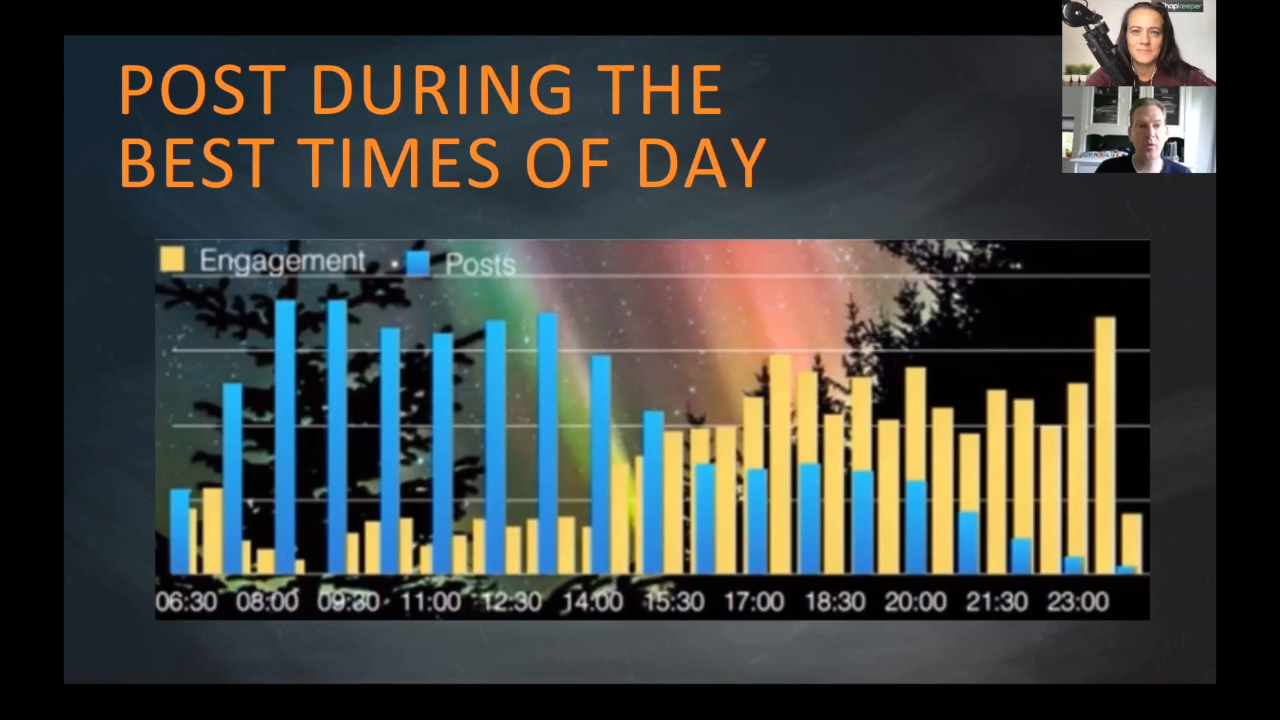 hopkeeper
POST DURING THE
BEST TIMES OF DAY
Engagement
Posts
06:30 08:00 09:30 11:00 12:30 14:00 15:30 17:00 18:30 20:00 21:30 23:00